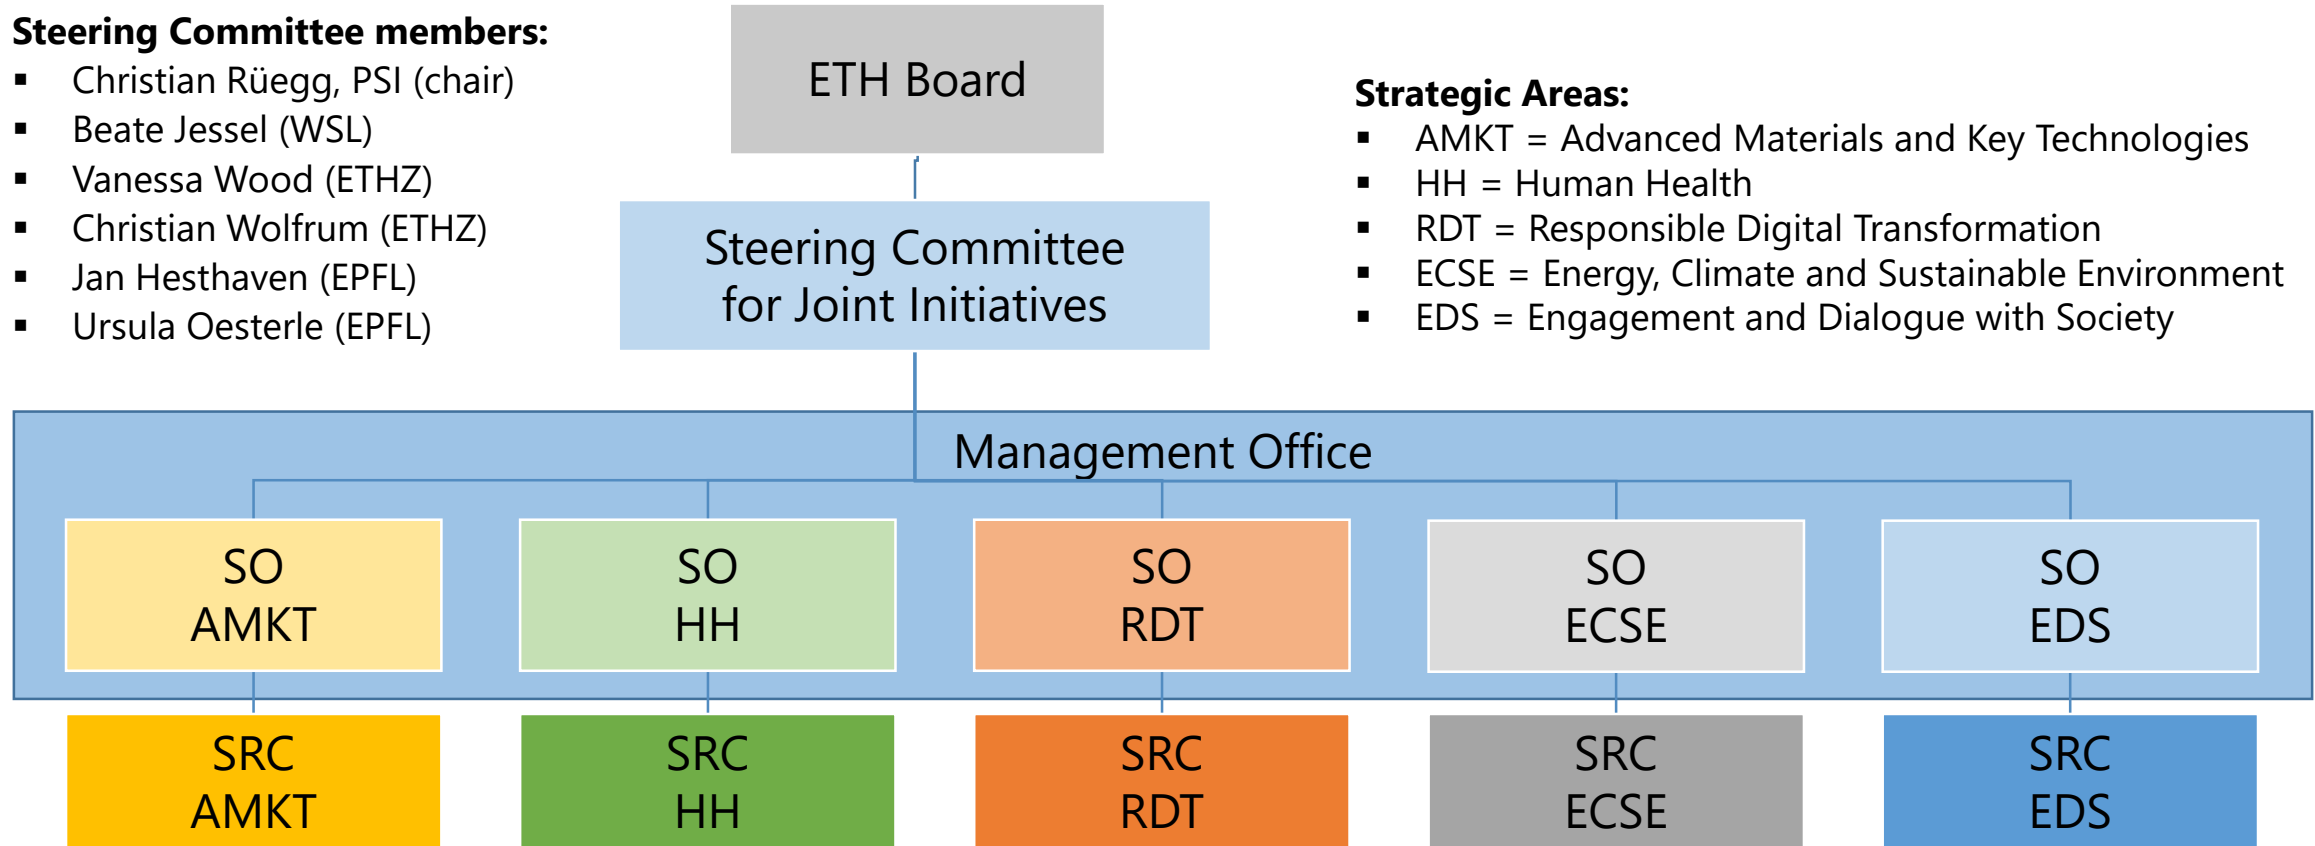 Steering Committee members:
▪ Christian Rüegg, PSI (chair)
▪ Beate Jessel (WSL)
▪ Vanessa Wood (ETHZ)
▪ Christian Wolfrum (ETHZ)
▪ Jan Hesthaven (EPFL)
▪ Ursula Oesterle (EPFL)
ETH Board
Steering Committee
for Joint Initiatives
Strategic Areas:
▪ AMKT = Advanced Materials and Key Technologies
▪ HH = Human Health
▪ RDT = Responsible Digital Transformation
▪ ECSE = Energy, Climate and Sustainable Environment
▪ EDS = Engagement and Dialogue with Society
Management Office
SO
AMKT
SO
HH
SO
RDT
SO
ECSE
SO
EDS
SRC
AMKT
SRC
HH
SRC
RDT
SRC
ECSE
SRC
EDS